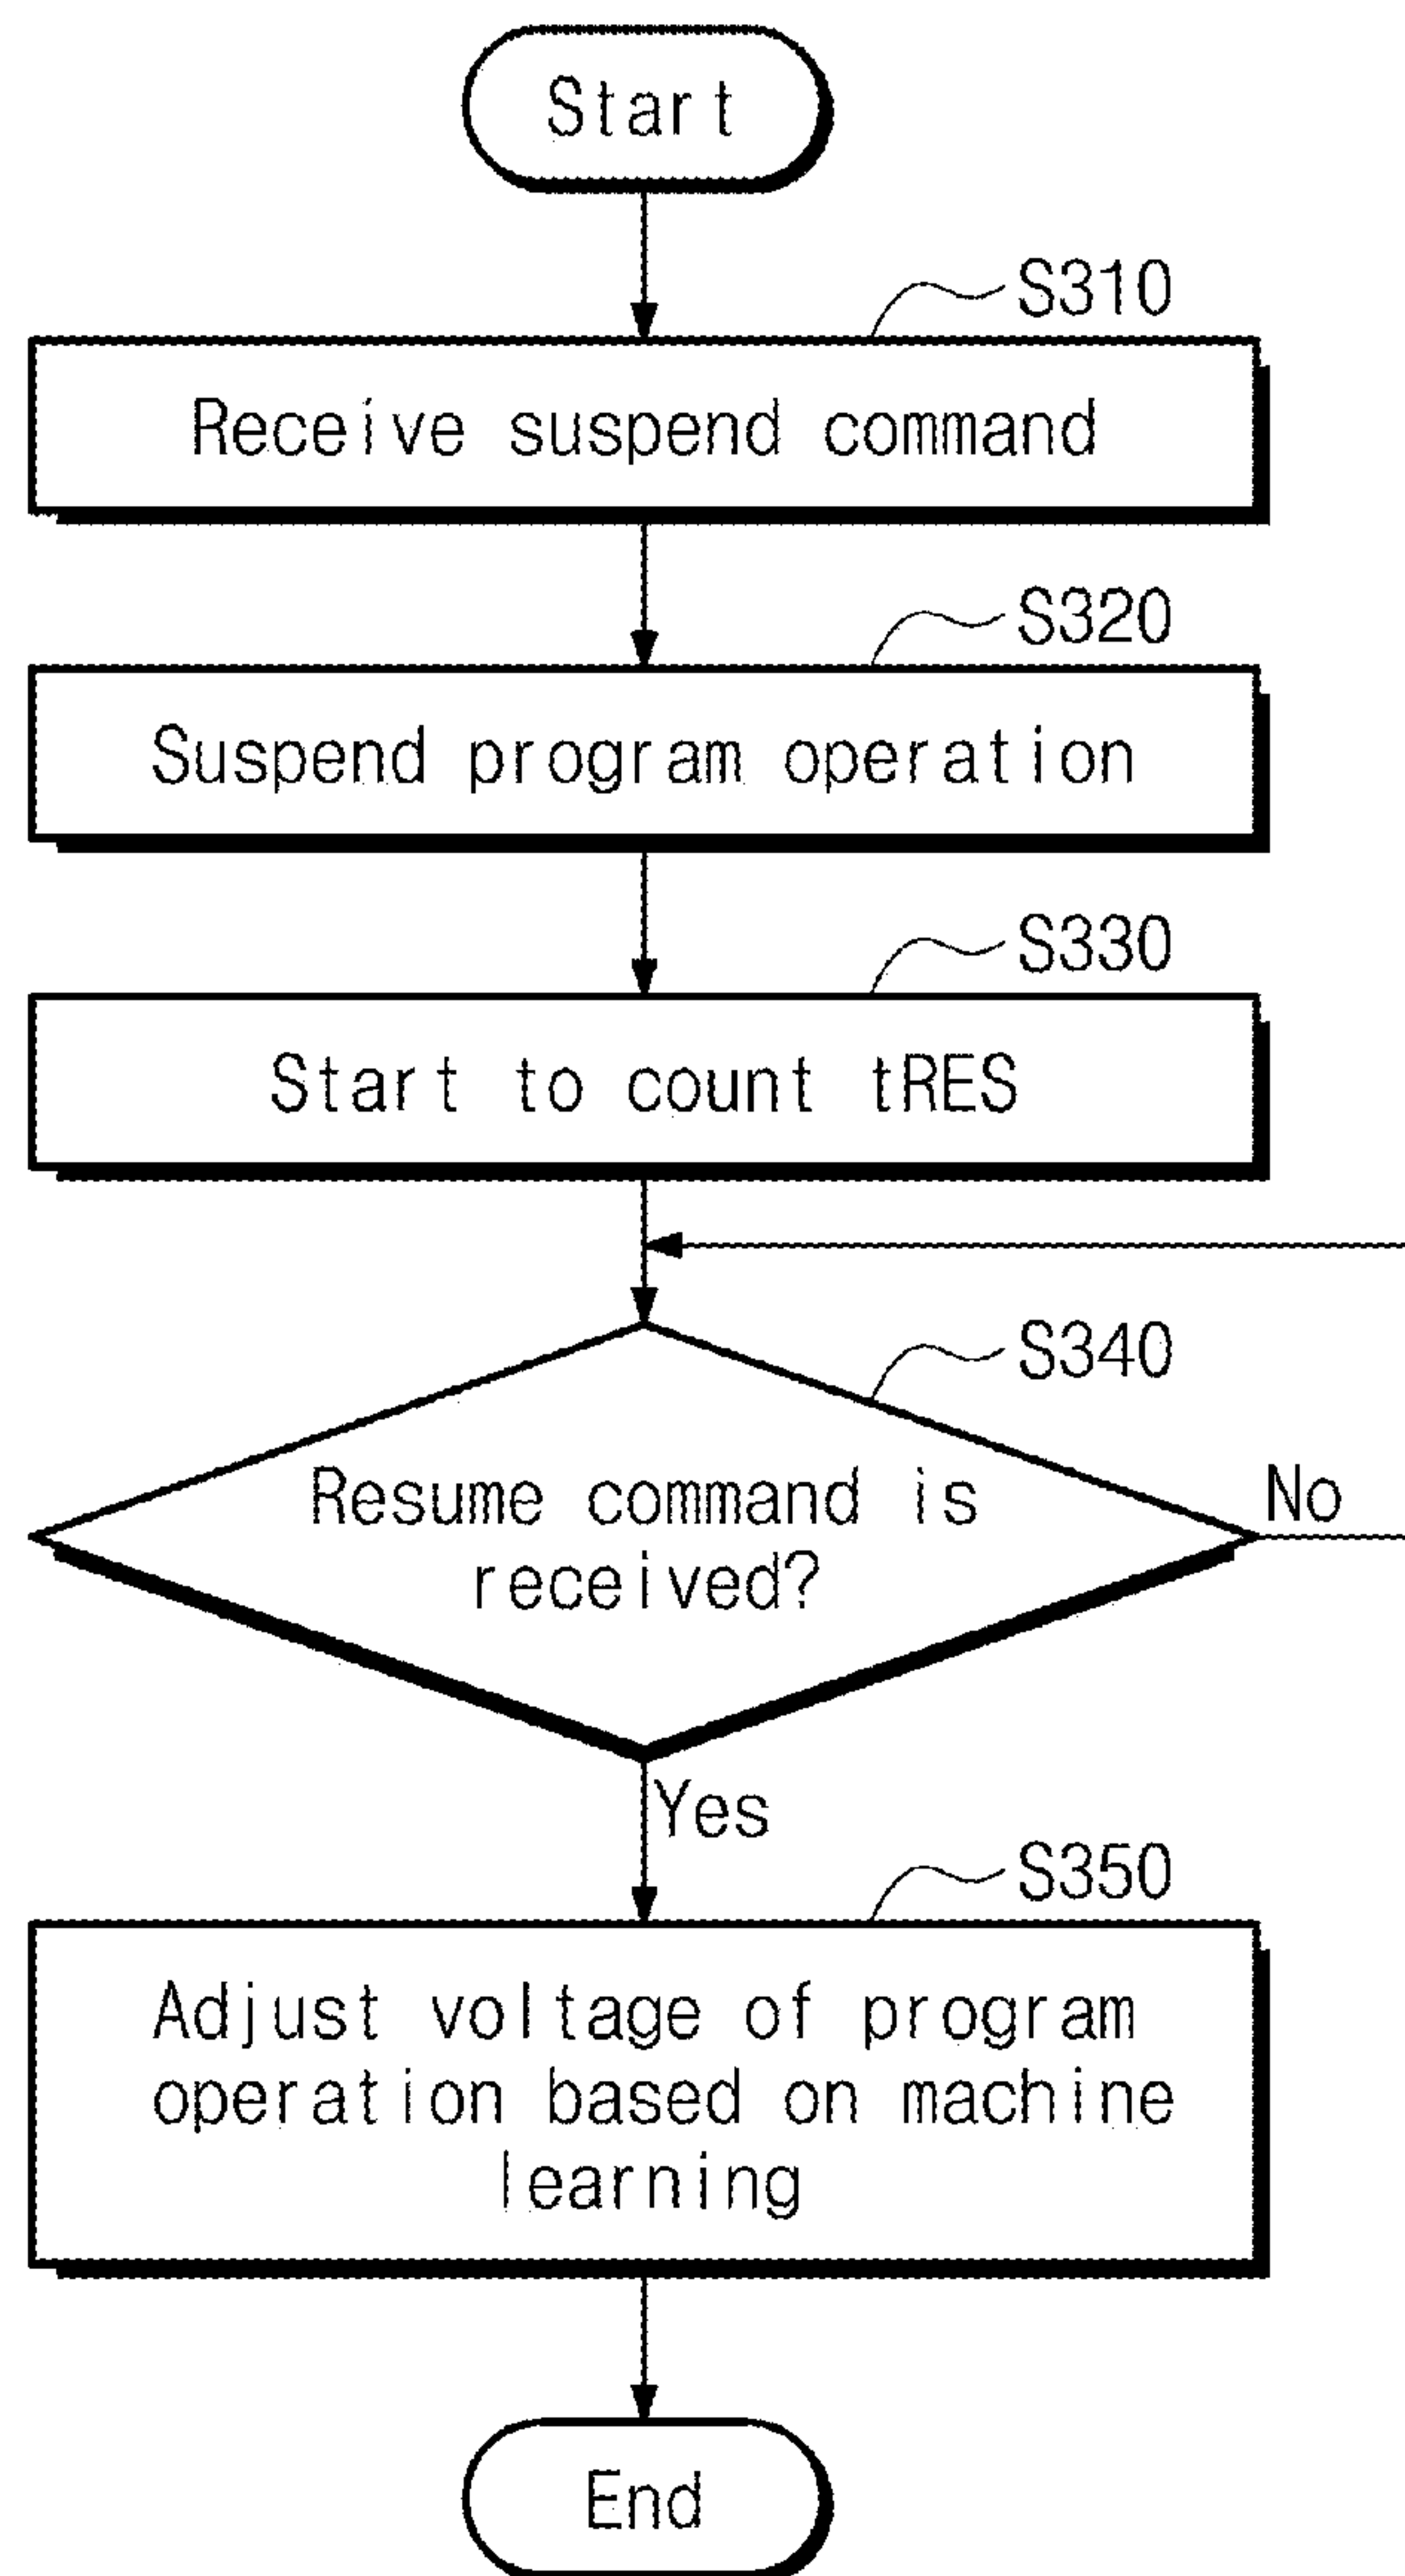 Start
S310
Receive suspend command
S320
Suspend program operation
S330
Start to count tRES
S340
Resume command is
received?
No
Yes
S350
Adjust voltage of program
operation based on machine
learning
End